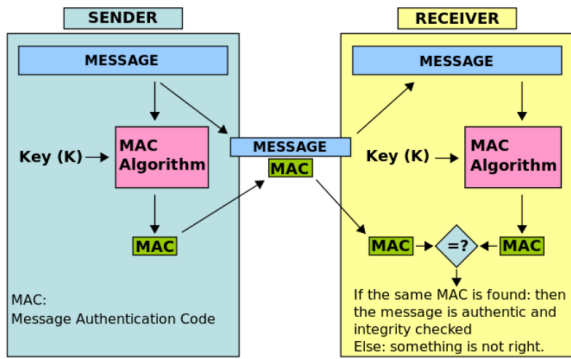 SENDER
RECEIVER
MESSAGE
MESSAGE
Key (K)
MAC
Algorithm
MESSAGE
MAC
Key (K)
MAC
Algorithm
MAC
MAC
=?
MAC
MAC:
Message Authentication Code
If the same MAC is found: then
the message is authentic and
integrity checked
Else: something is not right.